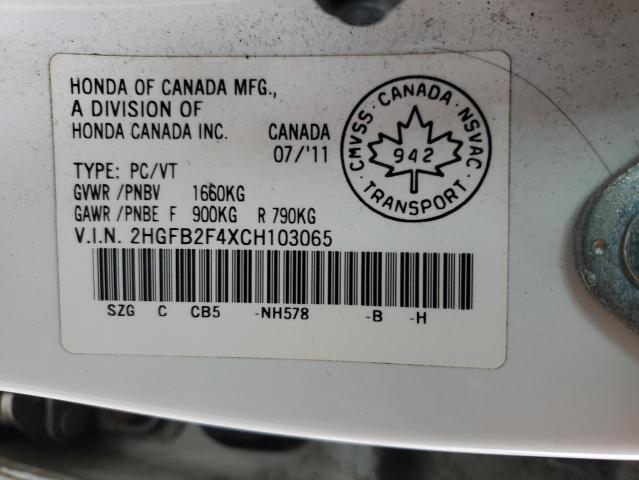 HONDA OF CANADA MFG.,
A DIVISION OF
HONDA CANADA INC. CANADA
07/'11
TYPE: PC/VT
GVWR /PNBV 1660KG
GAWR /PNBE F 900KG R 790KG
V.I.N. 2HGFB2F4XCH103065
SZG C CB5 -NH578 -B -H
CMVSS · CANADA · NSVAC ·
942
TRANSPORT